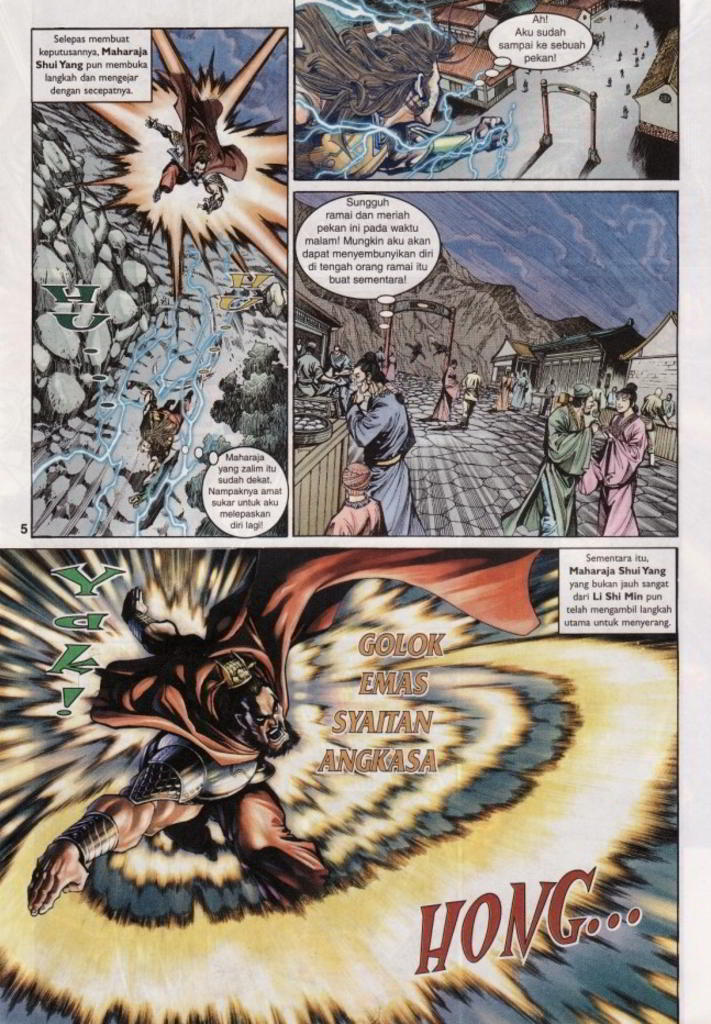 Selepas membuat
keputusannya, Maharaja
Shui Yang pun membuka
langkah dan mengejar
dengan secepatnya.
HU...
HU...
Maharaja
yang zalim itu
sudah dekat.
Nampaknya amat
sukar untuk aku
melepaskan
diri lagi!
5
Ah!
Aku sudah
sampai ke sebuah
pekan!
Sungguh
ramai dan meriah
pekan ini pada waktu
malam! Mungkin aku akan
dapat menyembunyikan diri
di tengah orang ramai itu
buat sementara!
Sementara itu,
Maharaja Shui Yang
yang bukan jauh sangat
dari Li Shi Min pun
telah mengambil langkah
utama untuk menyerang.
Yak!
GOLOK
EMAS
SYAITAN
ANGKASA
HONG...